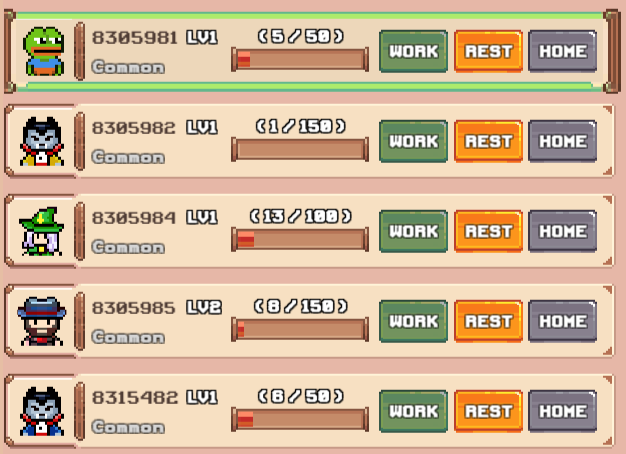 8305981 LV1 (5/50) WORK REST HOME
Common
8305982 LV1 (1/150) WORK REST HOME
Common
8305984 LV1 (13/100) WORK REST HOME
Common
8305985 LV2 (8/150) WORK REST HOME
Common
8315482 LV1 (6/50) WORK REST HOME
Common